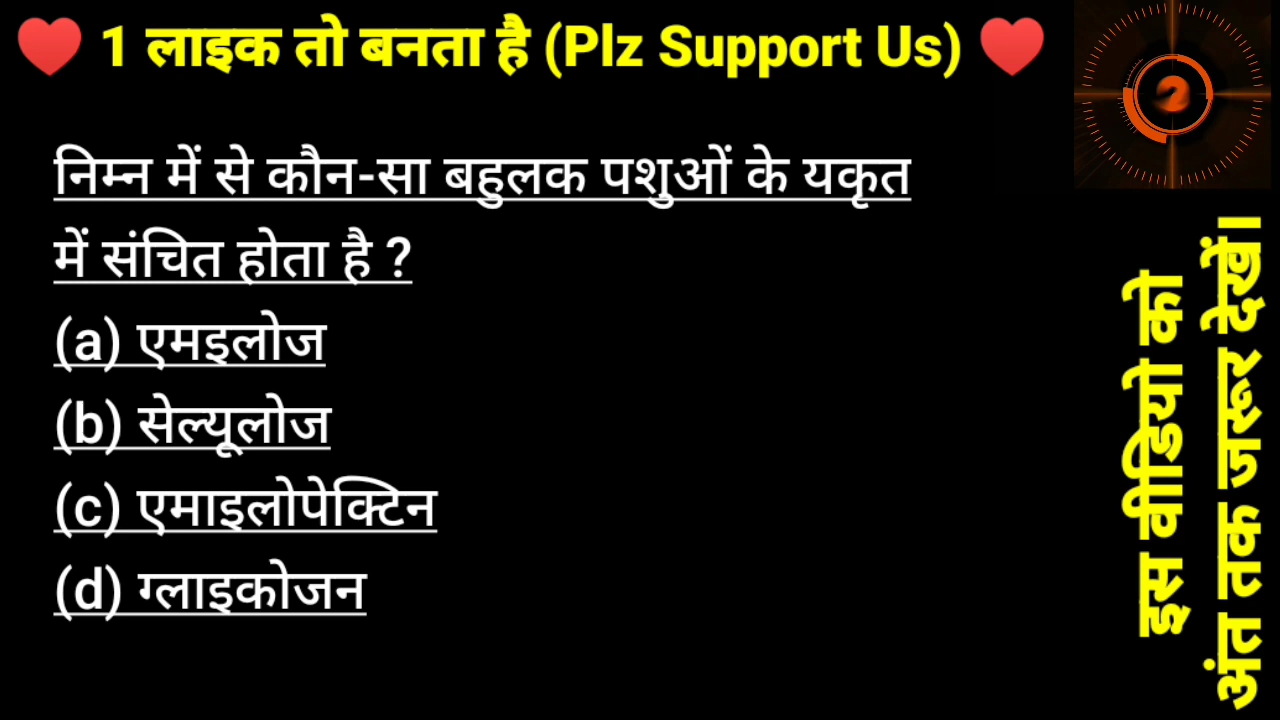 1 लाइक तो बनता है (Plz Support Us)
2
निम्न में से कौन-सा बहुलक पशुओं के यकृत
में संचित होता है ?
(a) एमइलोज
(b) सेल्यूलोज
(c) एमाइलोपेक्टिन
(d) ग्लाइकोजन
इस वीडियो को
अंत तक जरूर देखें।